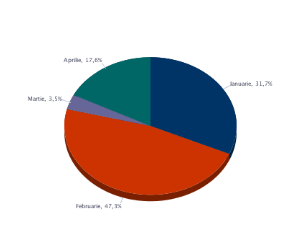 Aprilie, 17,6%
Ianuarie, 31,7%
Martie, 3,5%
Februarie, 47,3%